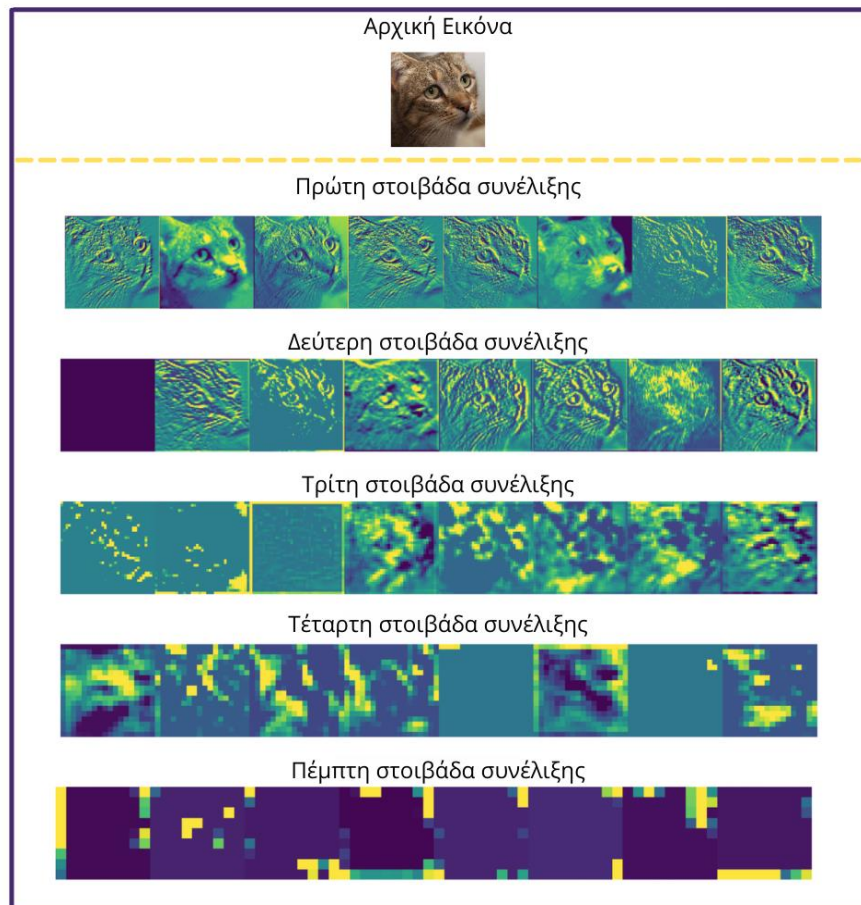 Αρχική Εικόνα
Πρώτη στοιβάδα συνέλιξης
Δεύτερη στοιβάδα συνέλιξης
Τρίτη στοιβάδα συνέλιξης
Τέταρτη στοιβάδα συνέλιξης
Πέμπτη στοιβάδα συνέλιξης